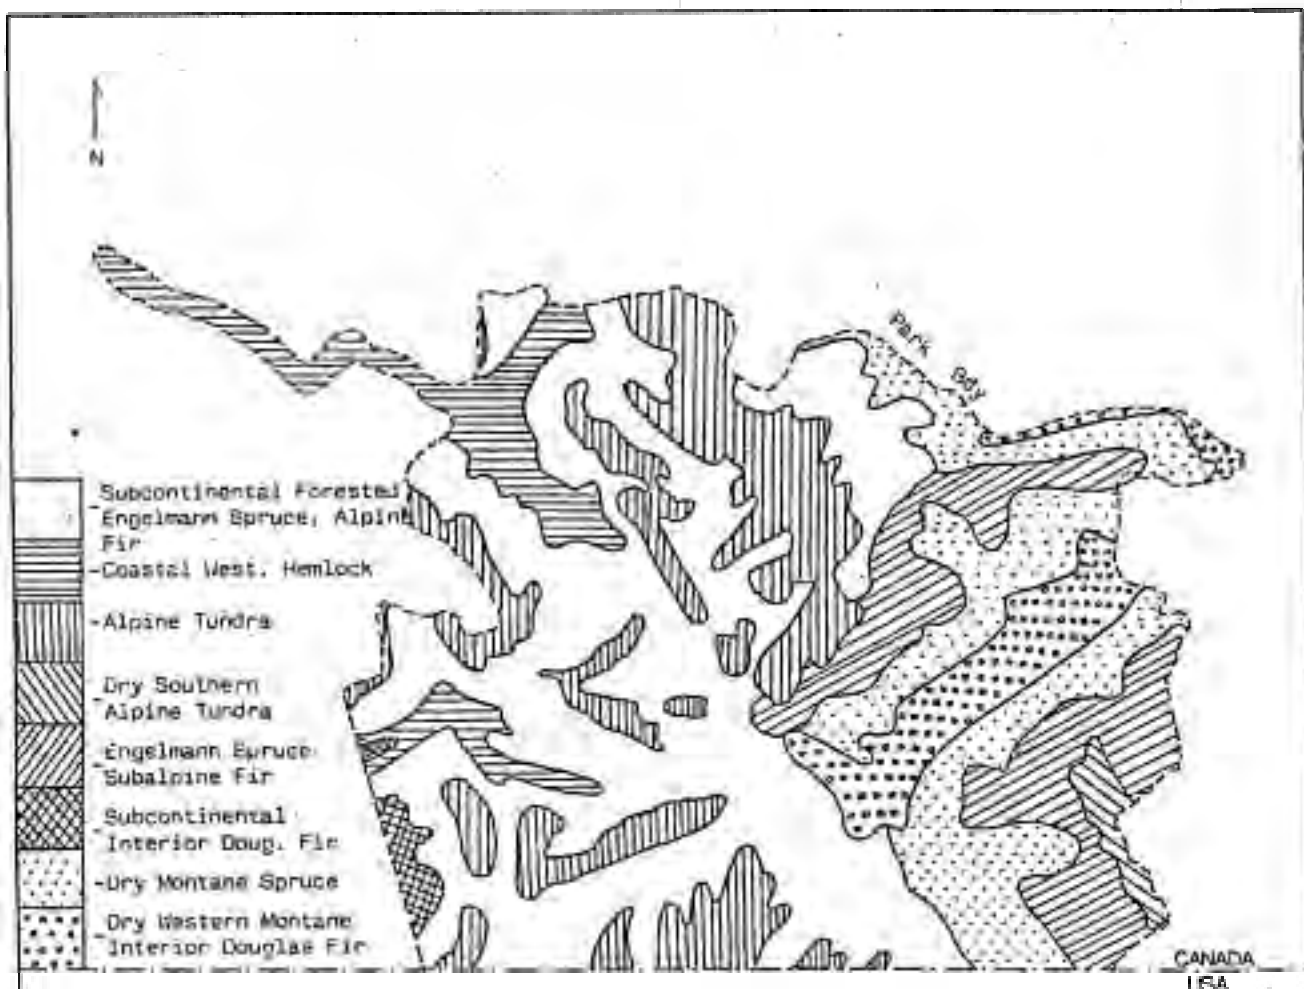 N
Park
Bdy
Subcontinental Forested
Engelmann Spruce, Alpine
Fir
Coastal West. Hemlock
Alpine Tundra
Dry Southern
Alpine Tundra
Engelmann Spruce
Subalpine Fir
Subcontinental
Interior Doug. Fir
Dry Montane Spruce
Dry Western Montane
Interior Douglas Fir
CANADA
USA